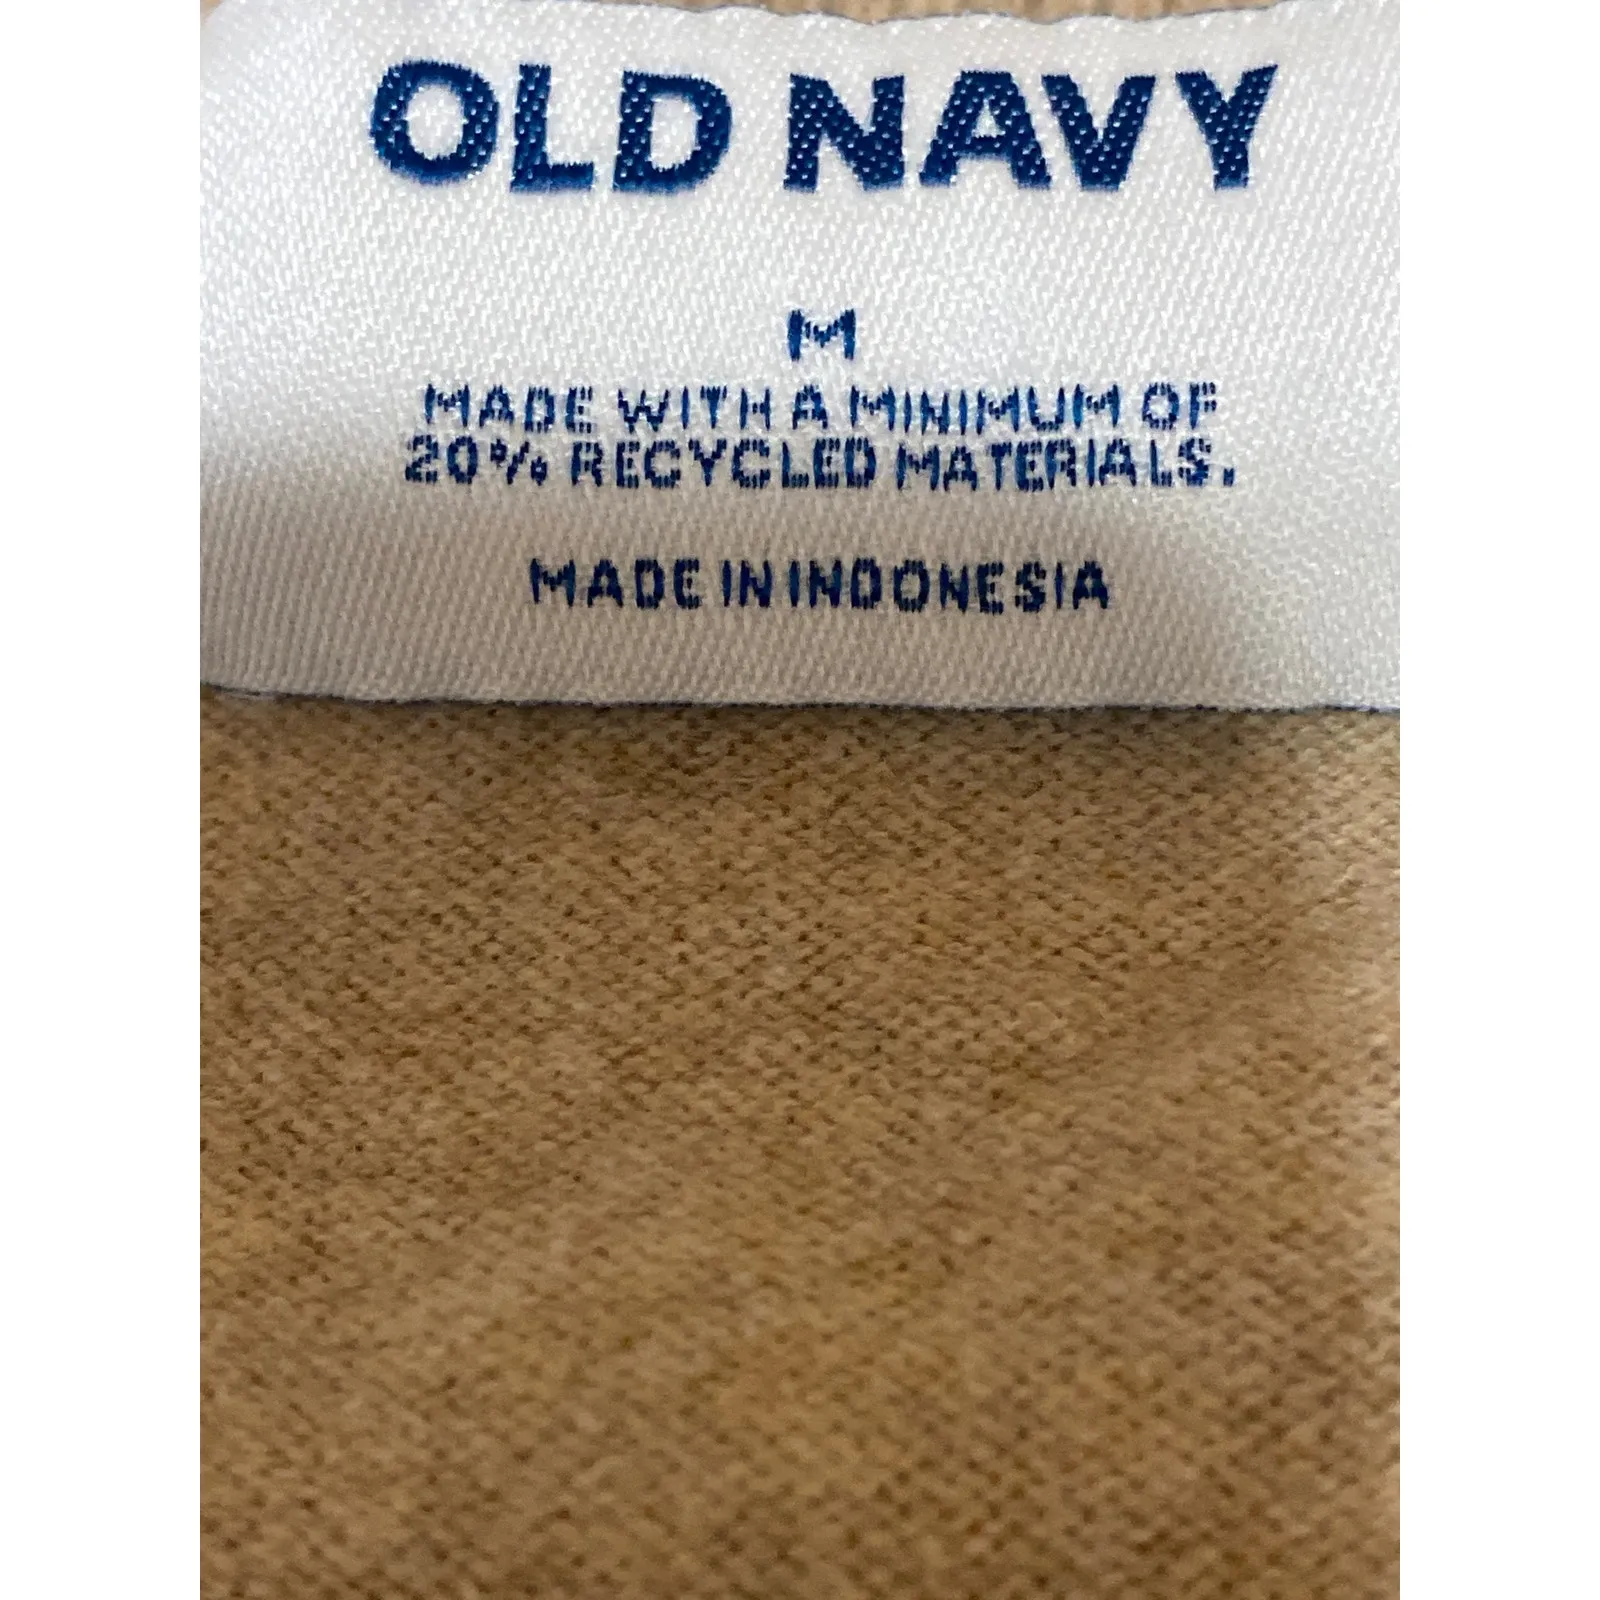 OLD NAVY
M
MADE WITH A MINIMUM OF
20% RECYCLED MATERIALS.
MADE IN INDONESIA